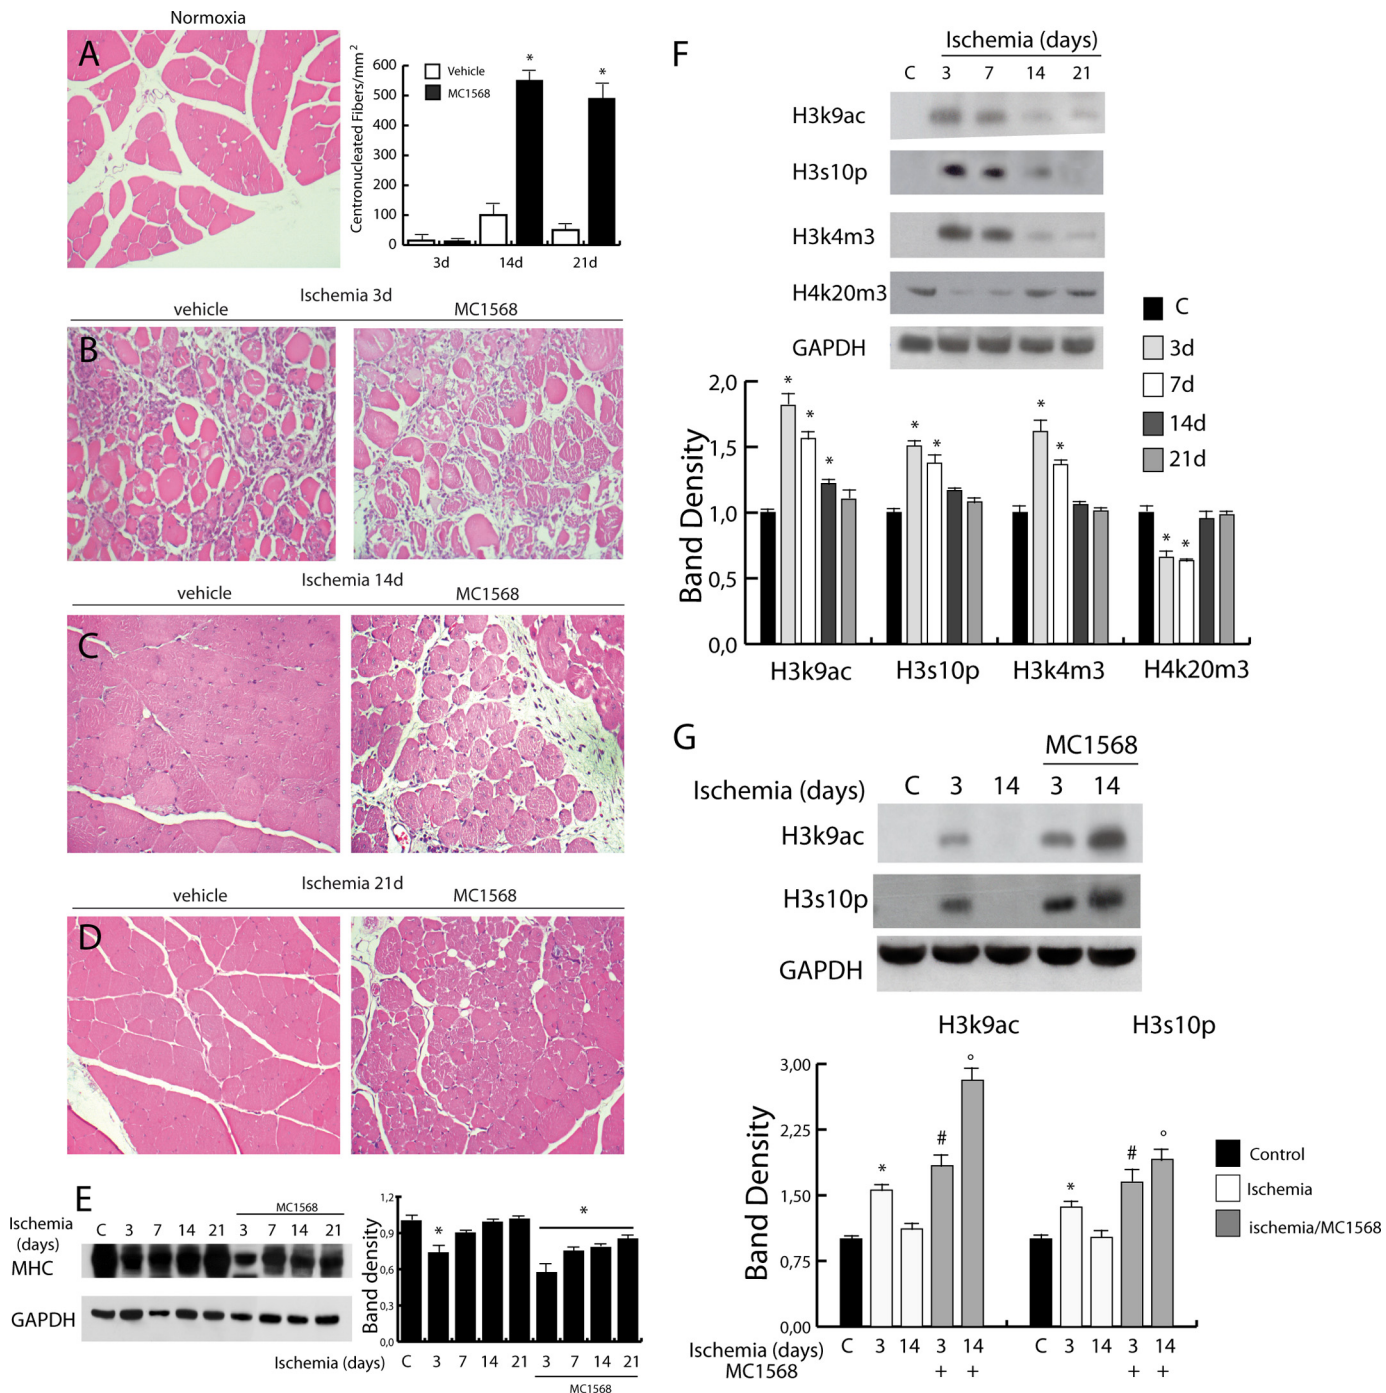 A
Normoxia
Centronucleated Fibers/mm²
600
500
400
300
200
100
0
Vehicle
MC1568
*
*
3d
14d
21d
Ischemia 3d
vehicle
MC1568
B
Ischemia 14d
vehicle
MC1568
C
Ischemia 21d
vehicle
MC1568
D
E
MC1568
Ischemia
(days)
C 3 7 14 21 3 7 14 21
MHC
GAPDH
Band density
1,2
0,9
0,6
0,3
0,0
*
*
Ischemia (days) C 3 7 14 21 3 7 14 21
MC1568
F
Ischemia (days)
C 3 7 14 21
H3k9ac
H3s10p
H3k4m3
H4k20m3
GAPDH
C
3d
7d
14d
21d
Band Density
2,0
1,5
1,0
0,5
0,0
* * *
* *
* *
* *
H3k9ac H3s10p H3k4m3 H4k20m3
G
MC1568
Ischemia (days) C 3 14 3 14
H3k9ac
H3s10p
GAPDH
H3k9ac H3s10p
Band Density
3,00
2,25
1,50
0,75
0,00
* # °
* # °
Control
Ischemia
ischemia/MC1568
Ischemia (days) C 3 14 3 14 C 3 14 3 14
MC1568 + + + +